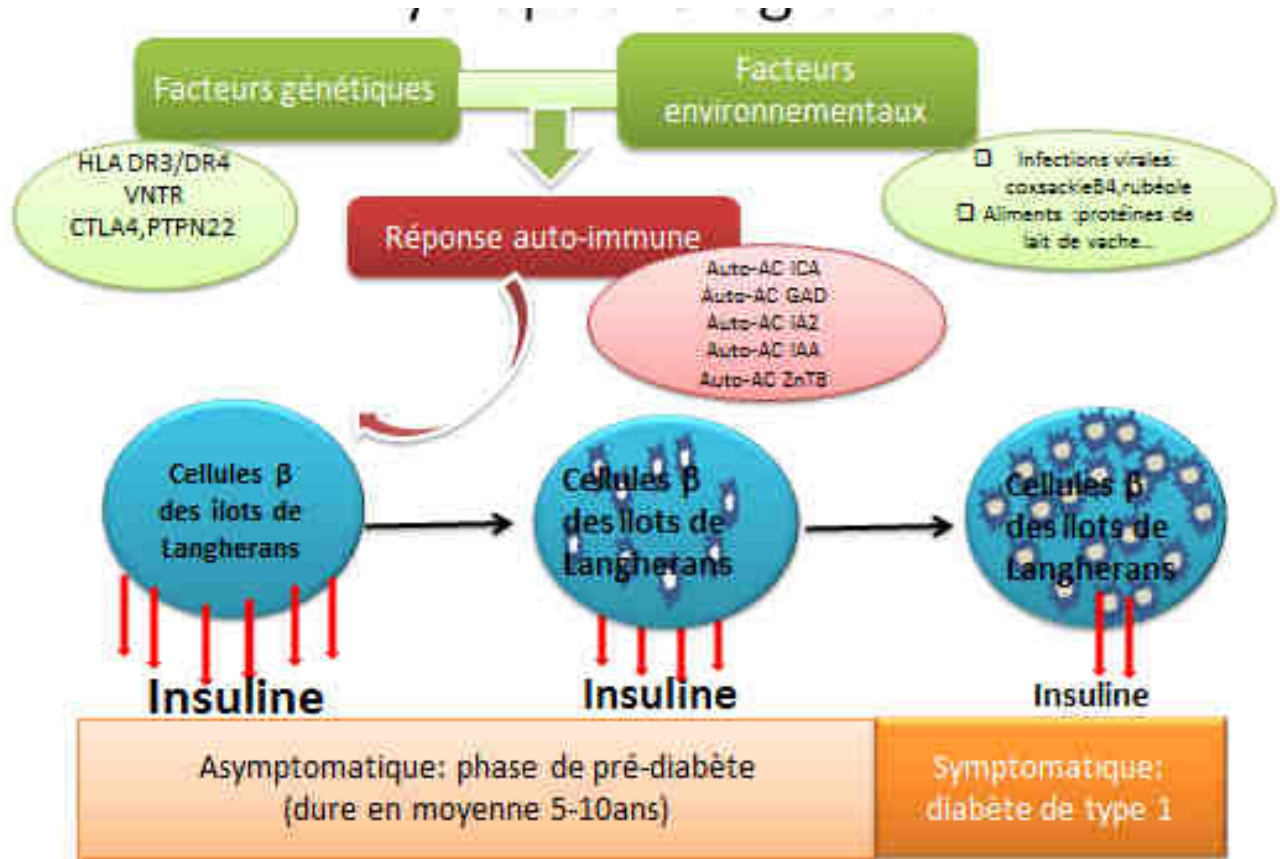 Facteurs génétiques
Facteurs
environnementaux
HLA DR3/DR4
VNTR
CTLA4,PTPN22
❑ Infections virales:
coxsackieB4,rubéole
❑ Aliments :protéines de
lait de vache...
Réponse auto-immune
Auto-AC ICA
Auto-AC GAD
Auto-AC IA2
Auto-AC IAA
Auto-AC ZnT8
Cellules β
des îlots de
Langherans
Cellules β
des îlots de
Langherans
Cellules β
des îlots de
Langherans
Insuline
Insuline
Insuline
Asymptomatique: phase de pré-diabète
(dure en moyenne 5-10ans)
Symptomatique:
diabète de type 1